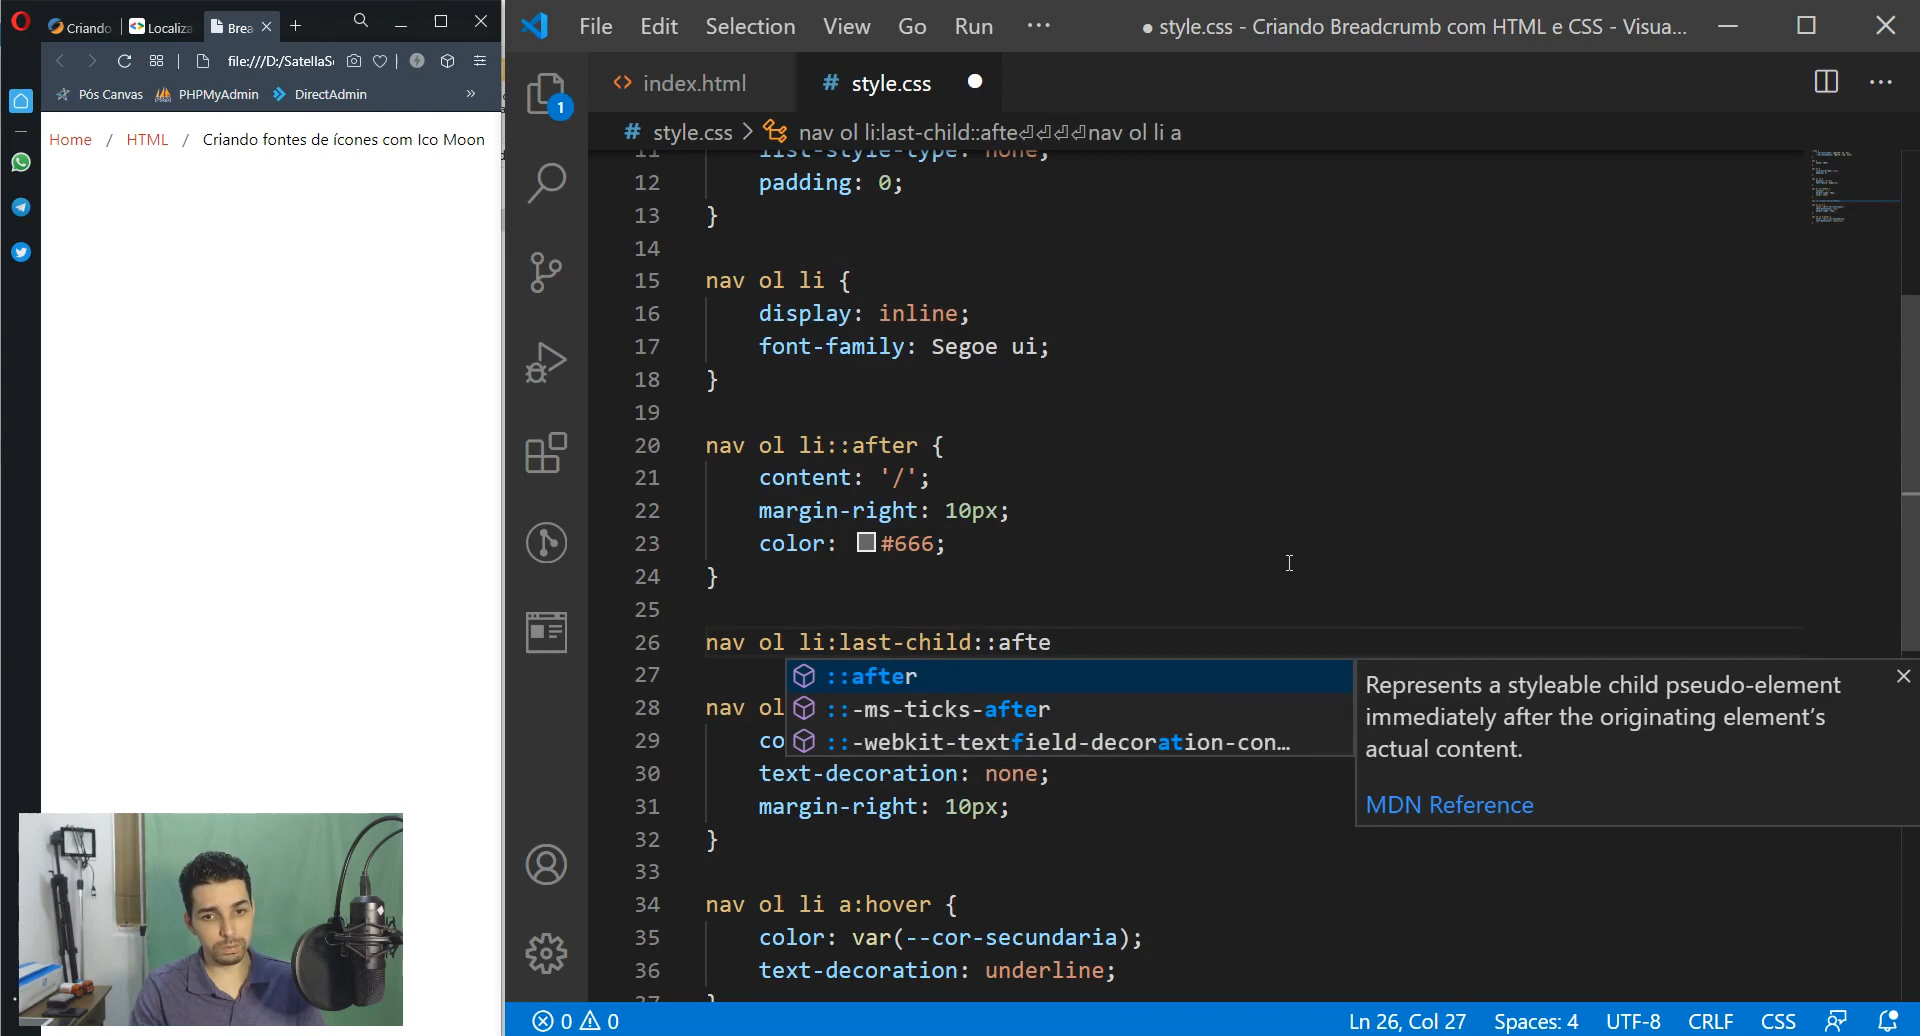 Criando
Localiza
Brea
file:///D:/SatellaS
Pós Canvas
PHPMyAdmin
DirectAdmin
»
Home / HTML / Criando fontes de ícones com Ico Moon
File Edit Selection View Go Run ···
● style.css - Criando Breadcrumb com HTML e CSS - Visua...
<> index.html
# style.css ●
# style.css > nav ol li:last-child::afte⏎⏎⏎⏎nav ol li a
1
11 list-style-type: none;
12 padding: 0;
13 }
14
15 nav ol li {
16 display: inline;
17 font-family: Segoe ui;
18 }
19
20 nav ol li::after {
21 content: '/';
22 margin-right: 10px;
23 color: #666;
24 }
25
26 nav ol li:last-child::afte
27
::after
::-ms-ticks-after
::-webkit-textfield-decoration-con...
Represents a styleable child pseudo-element
immediately after the originating element's
actual content.
MDN Reference
28 nav ol
29 co
30 text-decoration: none;
31 margin-right: 10px;
32 }
33
34 nav ol li a:hover {
35 color: var(--cor-secundaria);
36 text-decoration: underline;
37 }
0 0
Ln 26, Col 27 Spaces: 4 UTF-8 CRLF CSS